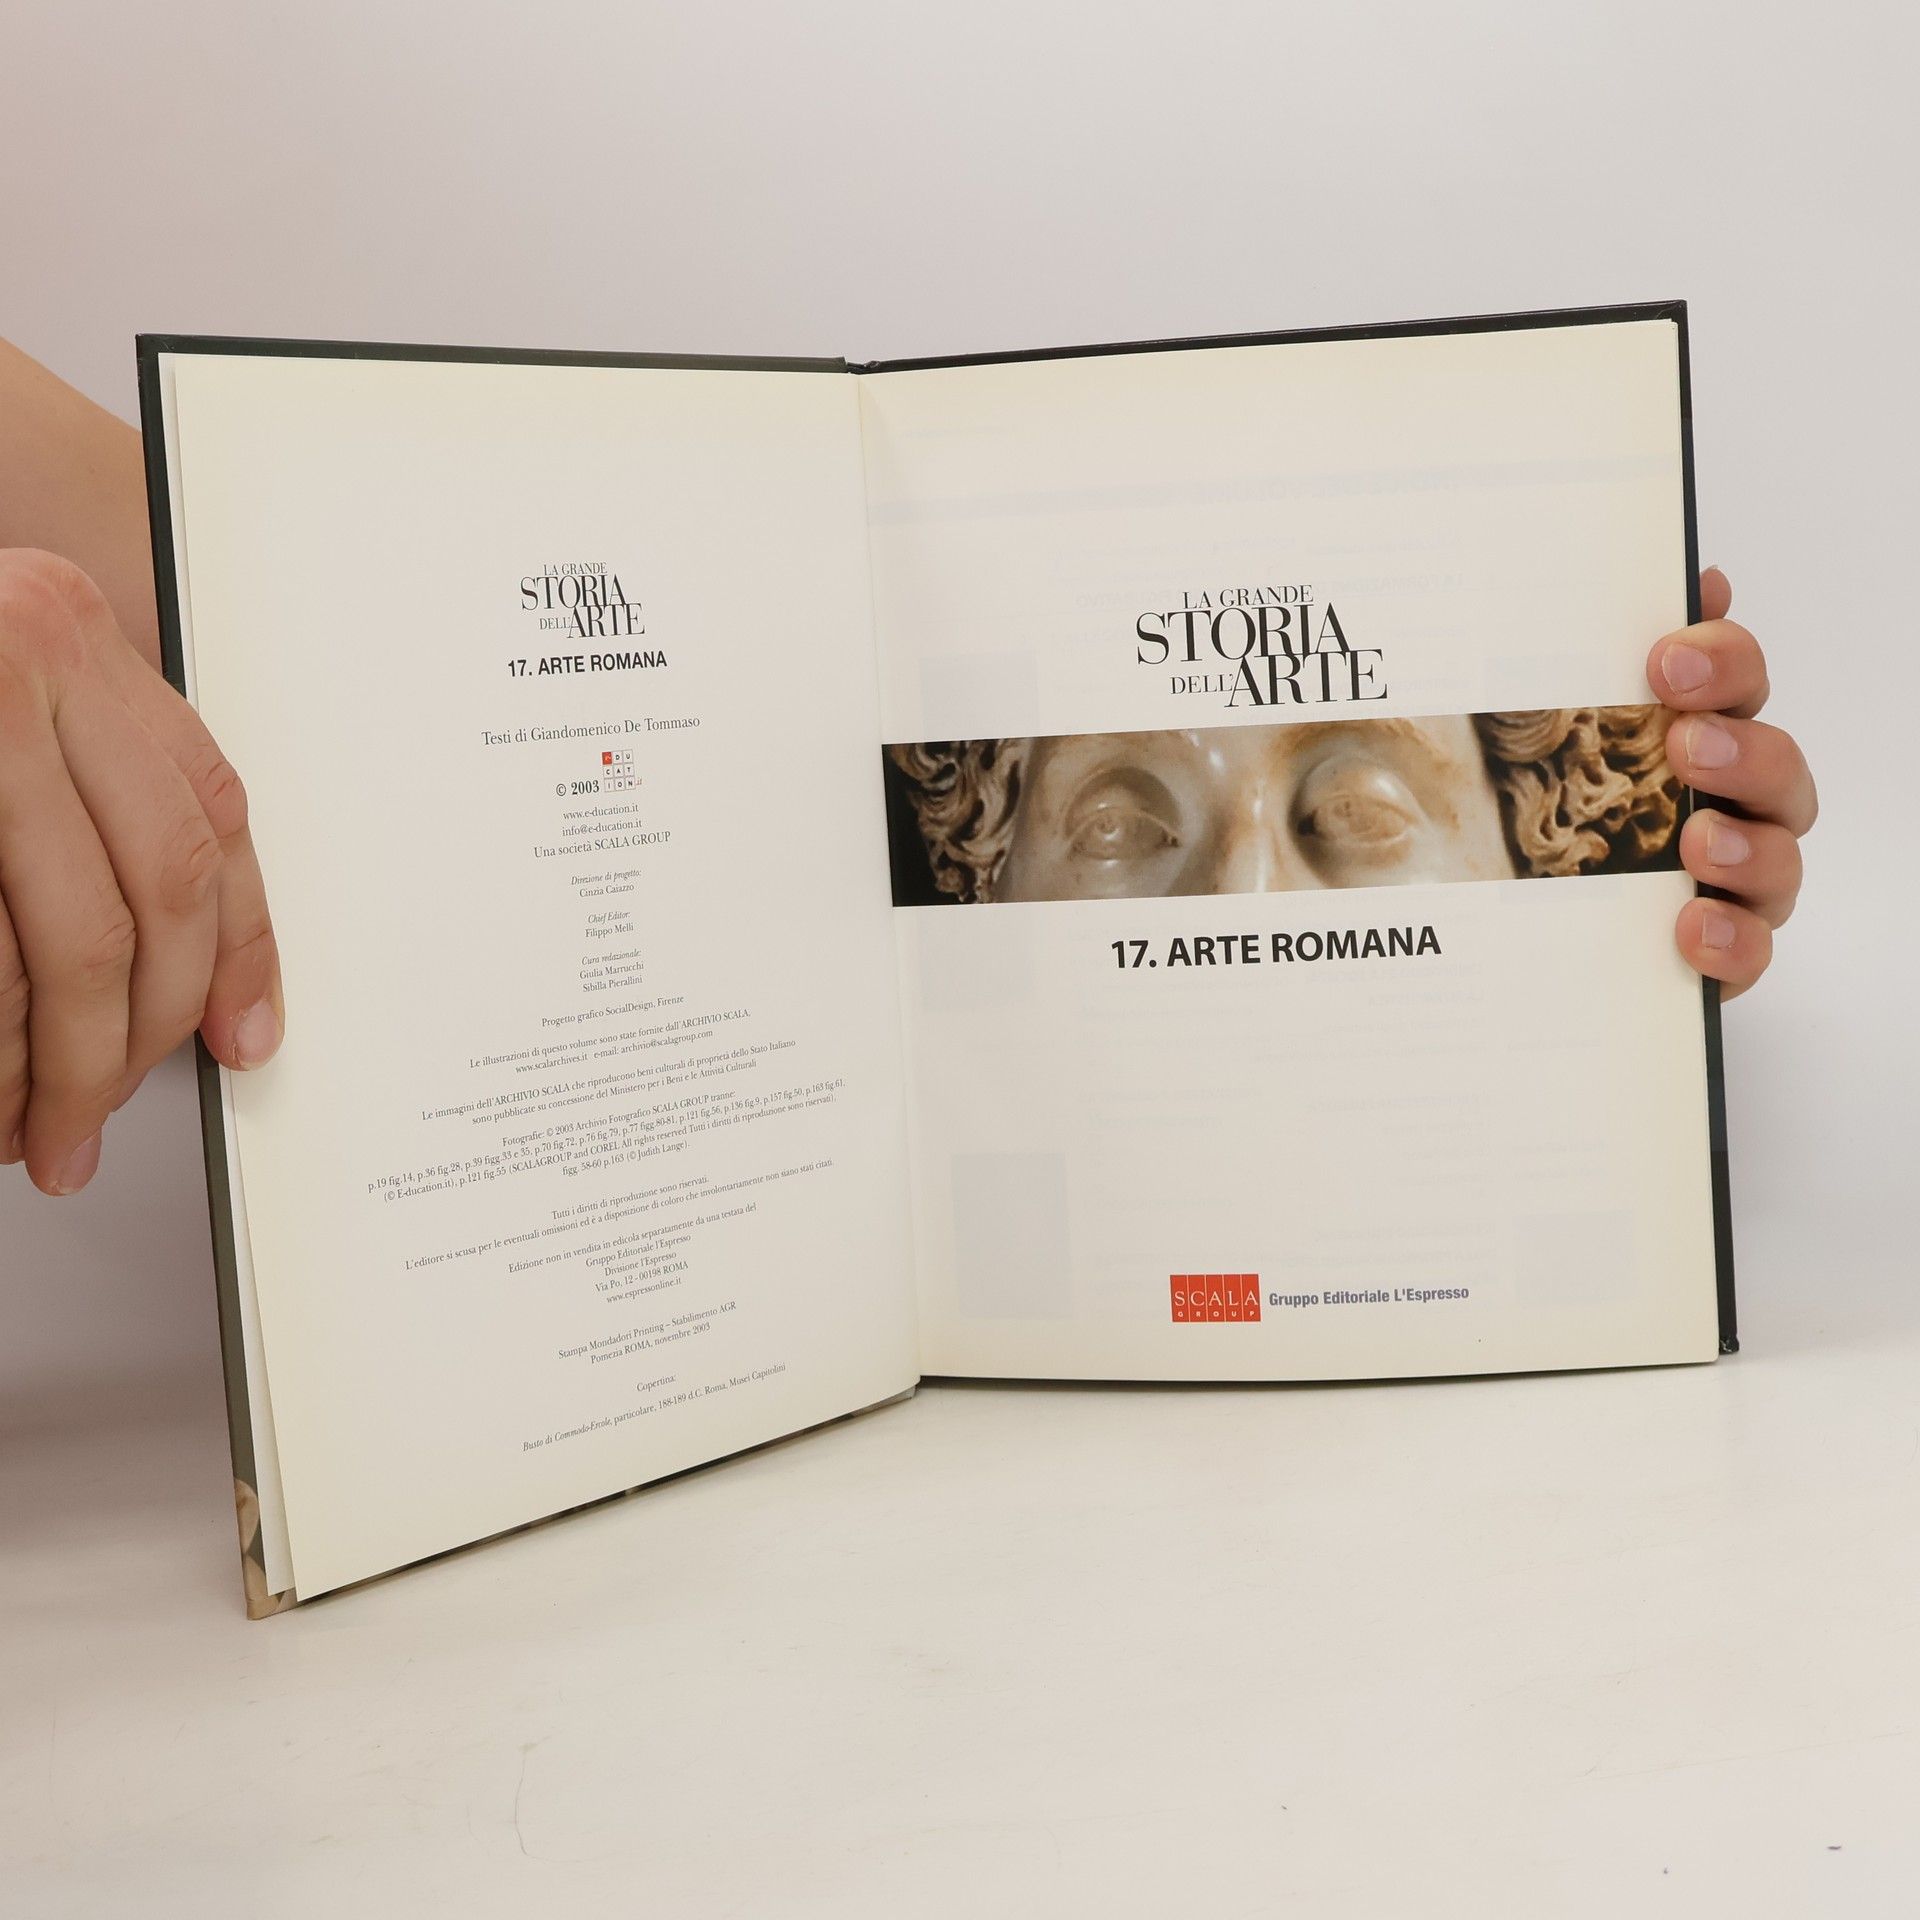 LA GRANDE
STORIA
DELL'ARTE
17. ARTE ROMANA
Testi di Giandomenico De Tommaso
© 2003 e-DUCATION.it
www.e-ducation.it
info@e-ducation.it
Una società SCALA GROUP
Direzione di progetto:
Cinzia Caiazzo
Chief Editor:
Filippo Melli
Cura redazionale:
Giulia Marrucchi
Sibilla Pierallini
Progetto grafico SocialDesign, Firenze
Le illustrazioni di questo volume sono state fornite dall'ARCHIVIO SCALA,
www.scalarchives.it e-mail: archivio@scalagroup.com
Le immagini dell'ARCHIVIO SCALA che riproducono beni culturali di proprietà dello Stato Italiano
sono pubblicate su concessione del Ministero per i Beni e le Attività Culturali
Fotografie: © 2003 Archivio Fotografico SCALA GROUP tranne:
p.19 fig.14, p.36 fig.28, p.39 figg.33 e 35, p.70 fig.72, p.76 fig.79, p.77 figg.80-81, p.121 fig.56, p.136 fig.9, p.157 fig.50, p.163 fig.61,
(© E-ducation.it), p.121 fig.55 (SCALAGROUP and COREL All rights reserved Tutti i diritti di riproduzione sono riservati),
figg. 58-60 p.163 (© Judith Lange).
Tutti i diritti di riproduzione sono riservati.
L'editore si scusa per le eventuali omissioni ed è a disposizione di coloro che involontariamente non siano stati citati.
Edizione non in vendita in edicola separatamente da una testata del
Gruppo Editoriale l'Espresso
Divisione l'Espresso
Via Po, 12 - 00198 ROMA
www.espressonline.it
Stampa Mondadori Printing – Stabilimento AGR
Pomezia ROMA, novembre 2003
Copertina:
Busto di Commodo-Ercole, particolare, 188-189 d.C. Roma, Musei Capitolini
LA GRANDE
STORIA
DELL'ARTE
17. ARTE ROMANA
SCALA
GROUP
Gruppo Editoriale L'Espresso